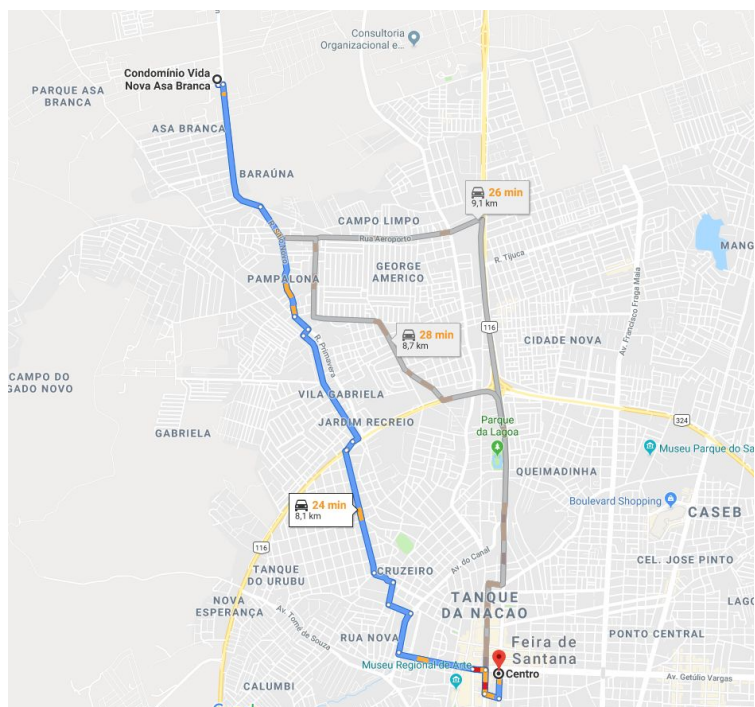 Consultoria
Organizacional e...
Condomínio Vida
Nova Asa Branca
PARQUE ASA
BRANCA
ASA BRANCA
BARAÚNA
26 min
9,1 km
CAMPO LIMPO
Rua Aeroporto
R. Tijuca
MANG
GEORGE
AMERICO
PAMPALONA
Av. Francisco Fraga Maia
116
28 min
8,7 km
CIDADE NOVA
R. Primavera
CAMPO DO
GADO NOVO
VILA GABRIELA
JARDIM RECREIO
GABRIELA
Parque
da Lagoa
324
Museu Parque do Sa
QUEIMADINHA
24 min
8,1 km
Boulevard Shopping
CASEB
116
TANQUE
DO URUBU
CRUZEIRO
Av. do Canal
CEL. JOSE PINTO
NOVA
ESPERANÇA
TANQUE
DA NACAO
LAGO
Av. Tomé de Souza
RUA NOVA
PONTO CENTRAL
Feira de
Santana
Museu Regional de Arte
Centro
Av. Getúlio Vargas
CALUMBI